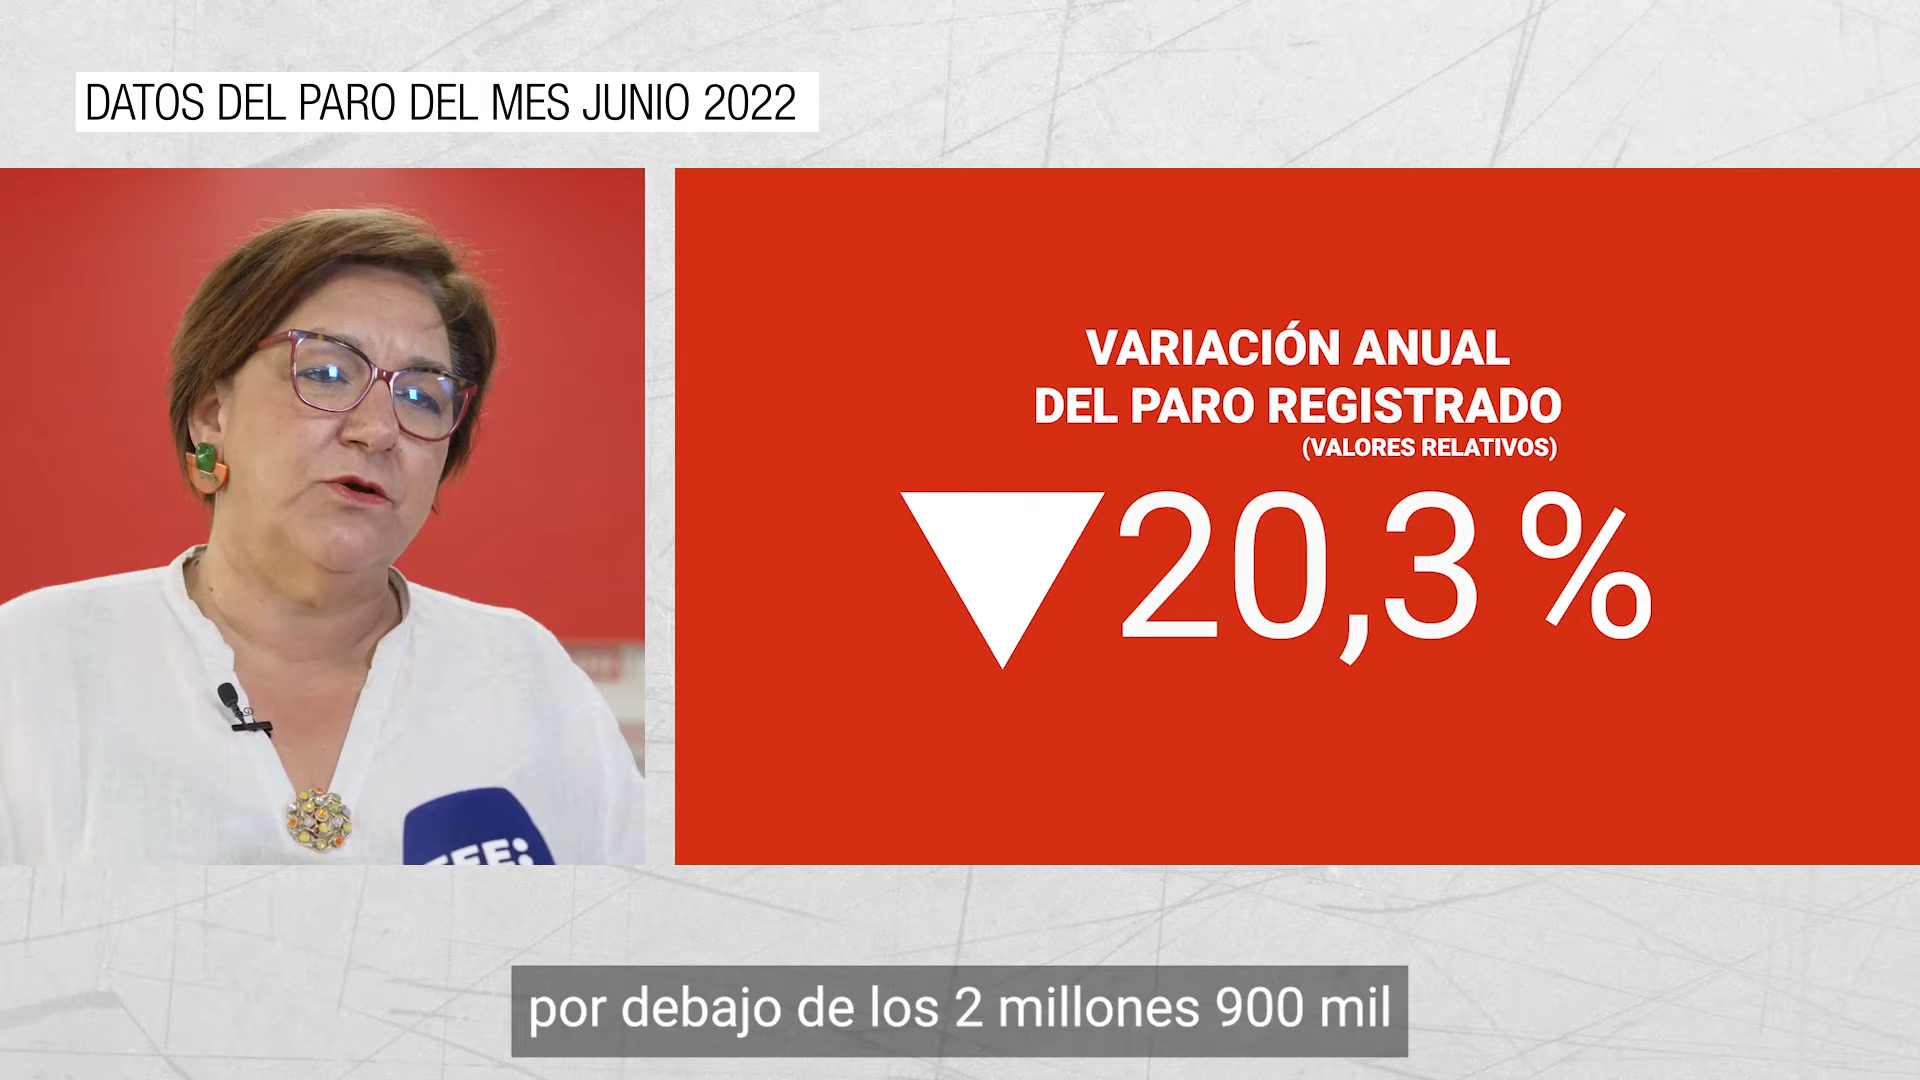 DATOS DEL PARO DEL MES JUNIO 2022
VARIACIÓN ANUAL
DEL PARO REGISTRADO
(VALORES RELATIVOS)
20,3 %
EFE:
por debajo de los 2 millones 900 mil